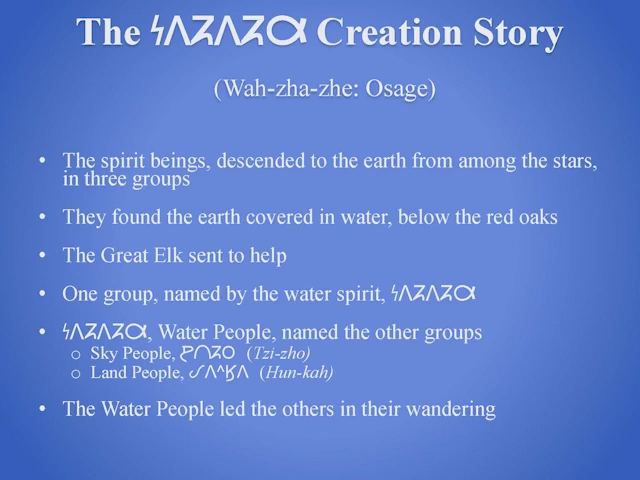 The 𐓏𐒰𐓓𐒰𐓓𐒷 Creation Story
(Wah-zha-zhe: Osage)
• The spirit beings, descended to the earth from among the stars,
in three groups
• They found the earth covered in water, below the red oaks
• The Great Elk sent to help
• One group, named by the water spirit, 𐓏𐒰𐓓𐒰𐓓𐒷
• 𐓏𐒰𐓓𐒰𐓓𐒷, Water People, named the other groups
o Sky People, 𐓍𐒻𐓓𐓂 (Tzi-zho)
o Land People, 𐒹𐒰^𐒼𐒰 (Hun-kah)
• The Water People led the others in their wandering